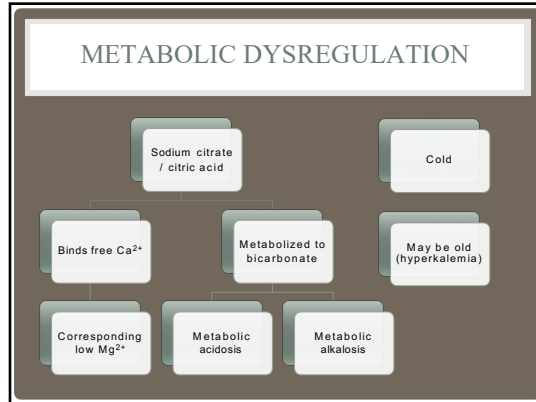 METABOLIC DYSREGULATION
Sodium citrate
/ citric acid
Cold
Binds free Ca²⁺
Metabolized to
bicarbonate
May be old
(hyperkalemia)
Corresponding
low Mg²⁺
Metabolic
acidosis
Metabolic
alkalosis